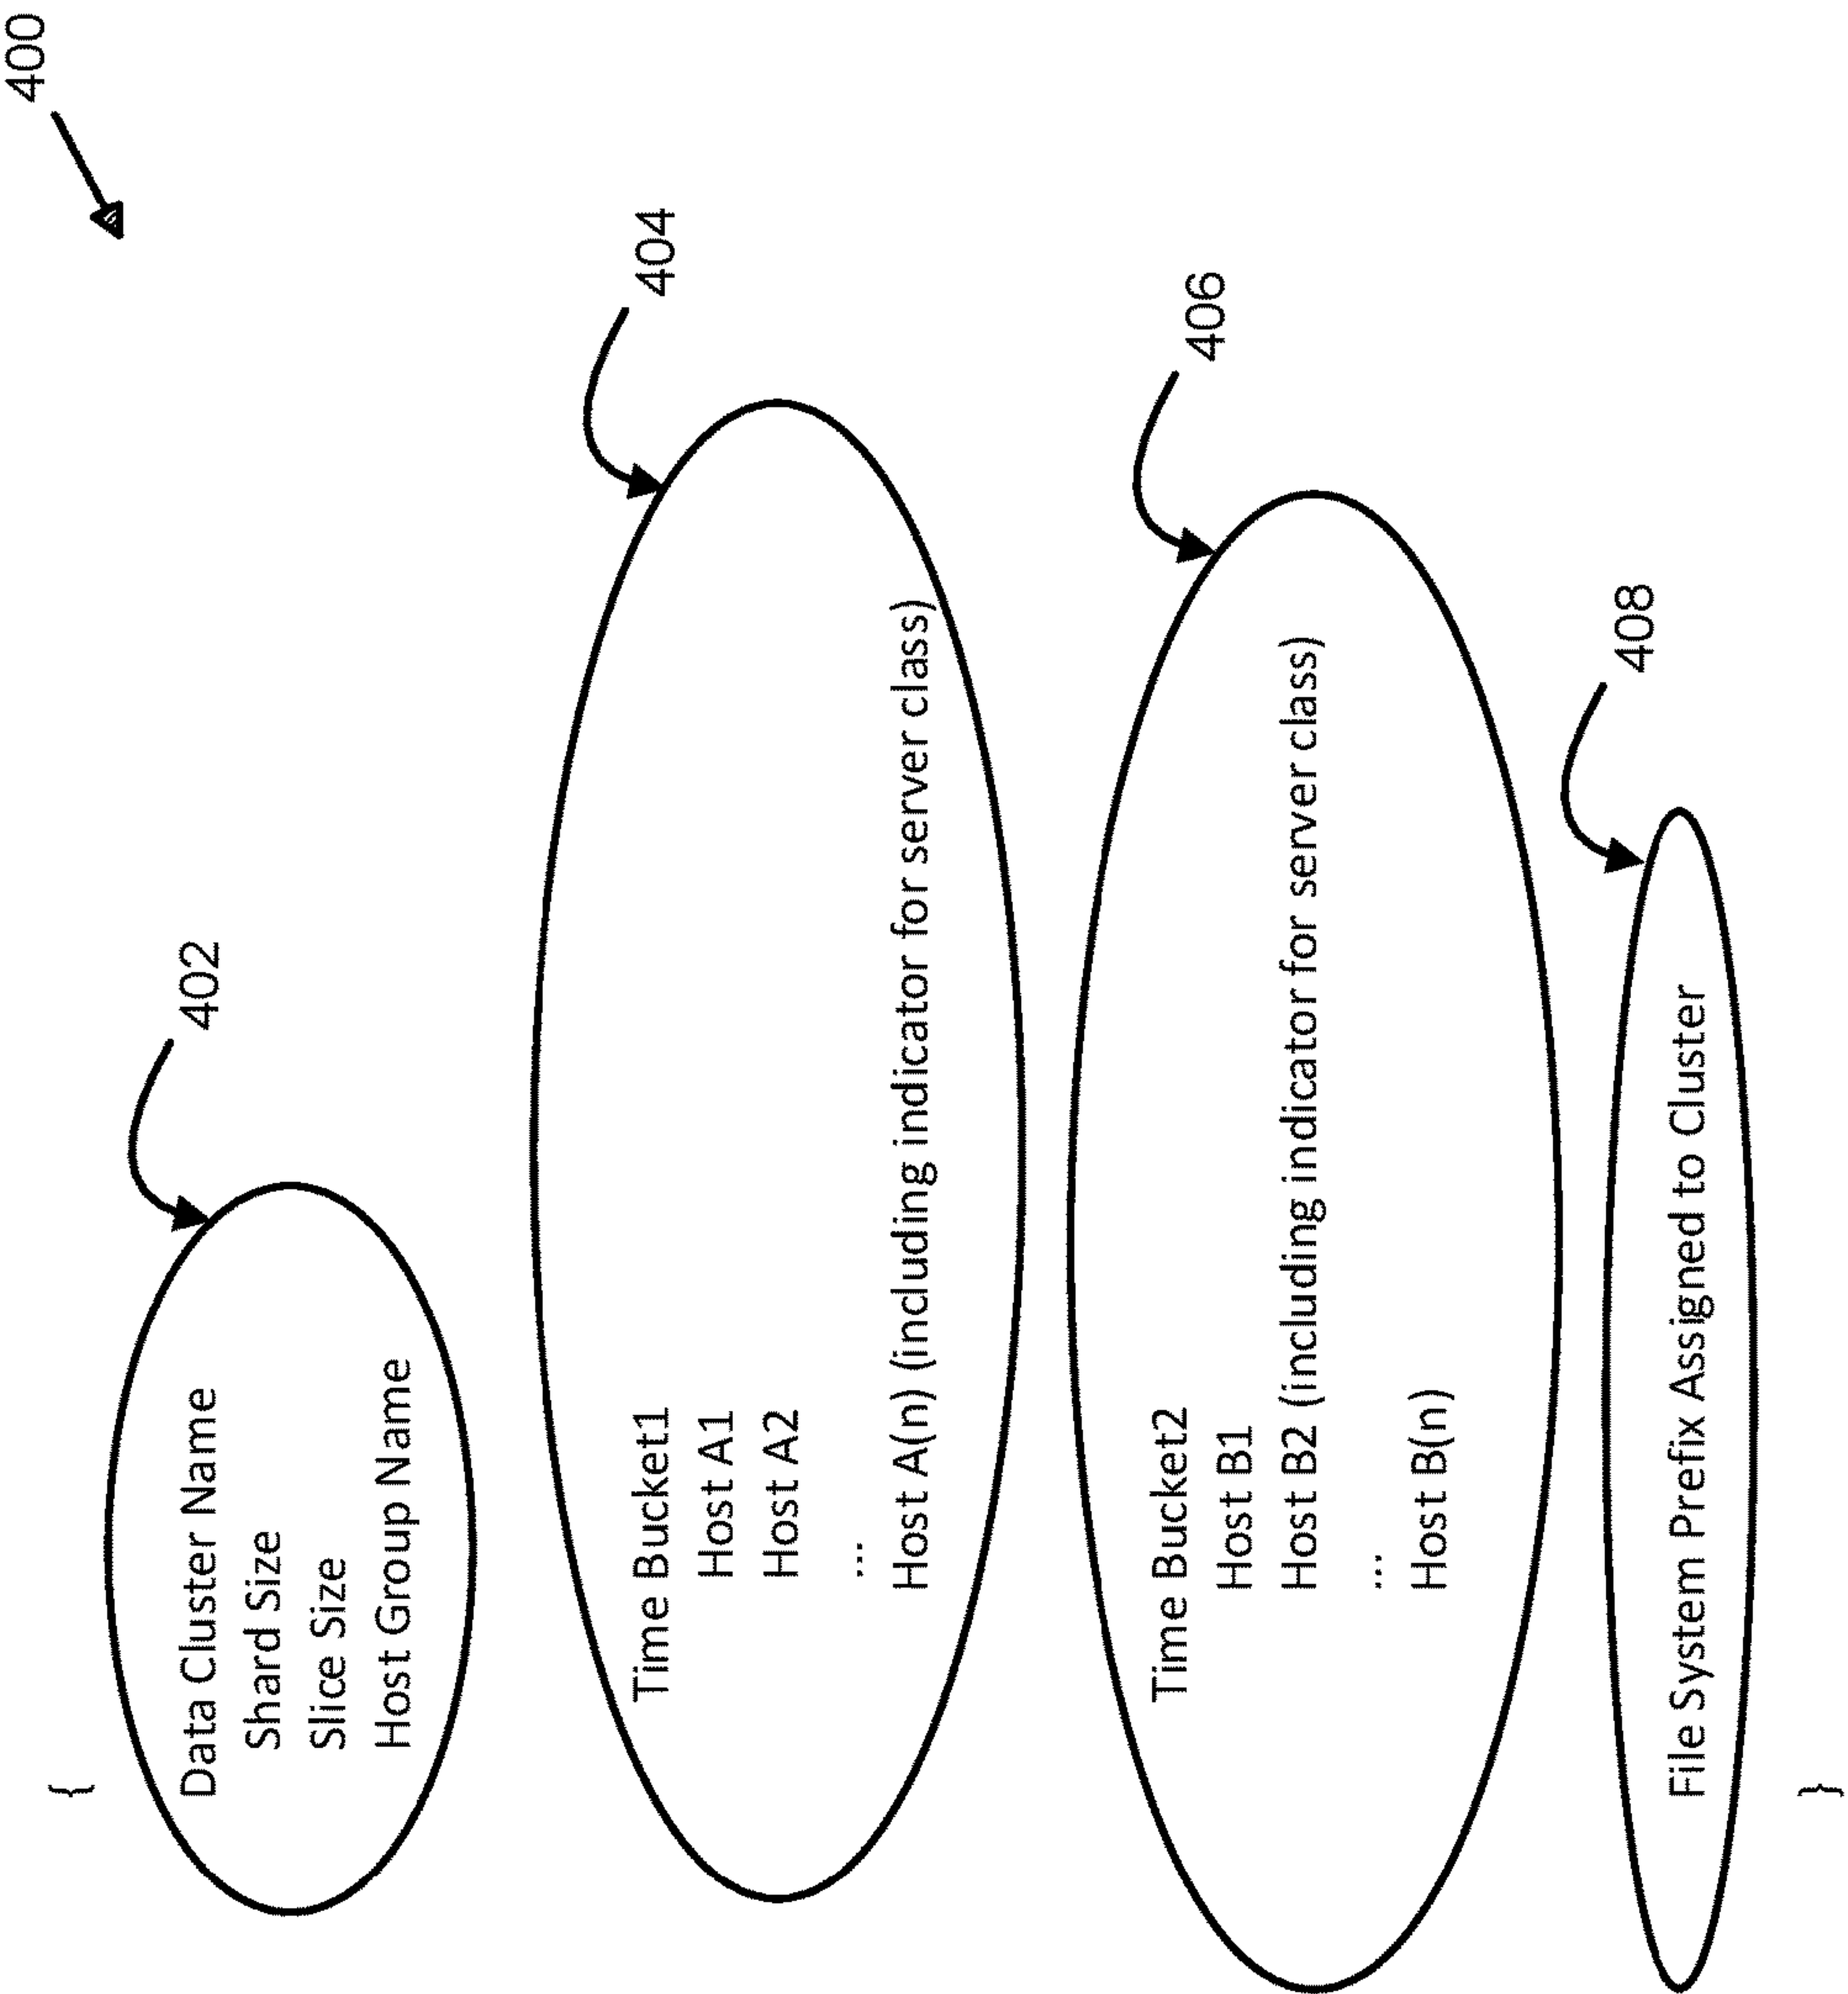 400
{
402
Data Cluster Name
Shard Size
Slice Size
Host Group Name
404
Time Bucket1
Host A1
Host A2
...
Host A(n) (including indicator for server class)
406
Time Bucket2
Host B1
Host B2 (including indicator for server class)
...
Host B(n)
408
File System Prefix Assigned to Cluster
}